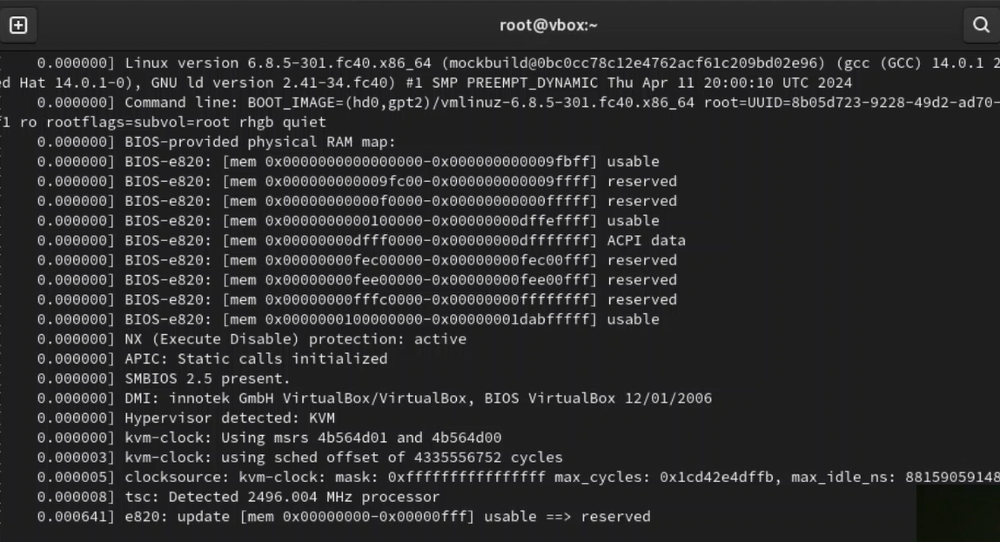 root@vbox:~
0.000000] Linux version 6.8.5-301.fc40.x86_64 (mockbuild@0bc0cc78c12e4762acf61c209bd02e96) (gcc (GCC) 14.0.1 2
ed Hat 14.0.1-0), GNU ld version 2.41-34.fc40) #1 SMP PREEMPT_DYNAMIC Thu Apr 11 20:00:10 UTC 2024
0.000000] Command line: BOOT_IMAGE=(hd0,gpt2)/vmlinuz-6.8.5-301.fc40.x86_64 root=UUID=8b05d723-9228-49d2-ad70-
f1 ro rootflags=subvol=root rhgb quiet
0.000000] BIOS-provided physical RAM map:
0.000000] BIOS-e820: [mem 0x0000000000000000-0x000000000009fbff] usable
0.000000] BIOS-e820: [mem 0x000000000009fc00-0x000000000009ffff] reserved
0.000000] BIOS-e820: [mem 0x00000000000f0000-0x00000000000fffff] reserved
0.000000] BIOS-e820: [mem 0x0000000000100000-0x00000000dffeffff] usable
0.000000] BIOS-e820: [mem 0x00000000dfff0000-0x00000000dfffffff] ACPI data
0.000000] BIOS-e820: [mem 0x00000000fec00000-0x00000000fec00fff] reserved
0.000000] BIOS-e820: [mem 0x00000000fee00000-0x00000000fee00fff] reserved
0.000000] BIOS-e820: [mem 0x00000000fffc0000-0x00000000ffffffff] reserved
0.000000] BIOS-e820: [mem 0x0000000100000000-0x00000001dabfffff] usable
0.000000] NX (Execute Disable) protection: active
0.000000] APIC: Static calls initialized
0.000000] SMBIOS 2.5 present.
0.000000] DMI: innotek GmbH VirtualBox/VirtualBox, BIOS VirtualBox 12/01/2006
0.000000] Hypervisor detected: KVM
0.000000] kvm-clock: Using msrs 4b564d01 and 4b564d00
0.000003] kvm-clock: using sched offset of 4335556752 cycles
0.000005] clocksource: kvm-clock: mask: 0xffffffffffffffff max_cycles: 0x1cd42e4dffb, max_idle_ns: 88159059148
0.000008] tsc: Detected 2496.004 MHz processor
0.000641] e820: update [mem 0x00000000-0x00000fff] usable ==> reserved